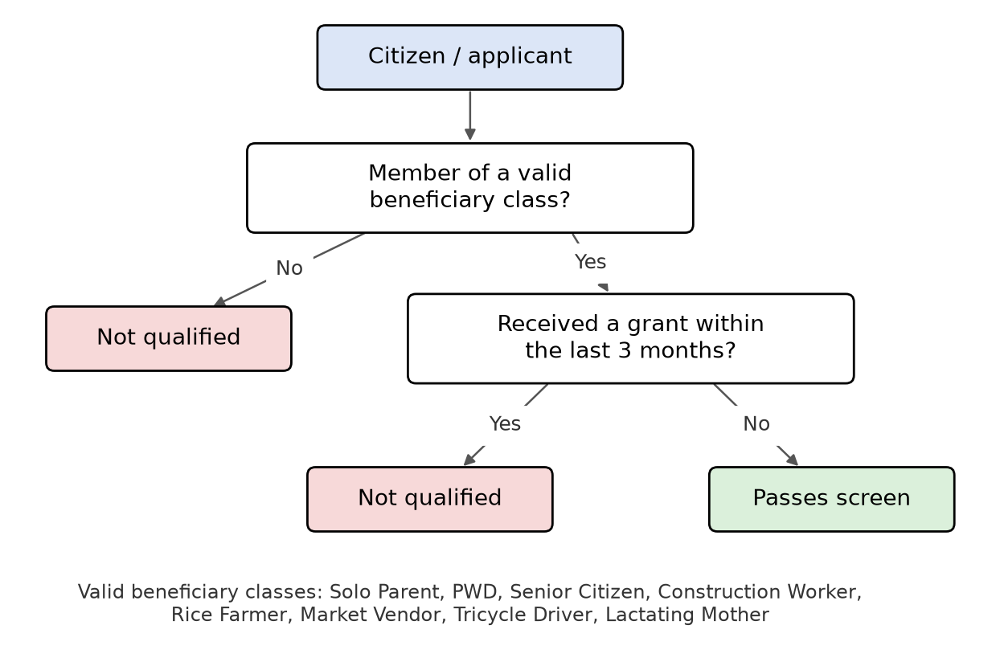 Citizen / applicant
Member of a valid
beneficiary class?
No
Yes
Not qualified
Received a grant within
the last 3 months?
Yes
No
Not qualified
Passes screen
Valid beneficiary classes: Solo Parent, PWD, Senior Citizen, Construction Worker,
Rice Farmer, Market Vendor, Tricycle Driver, Lactating Mother